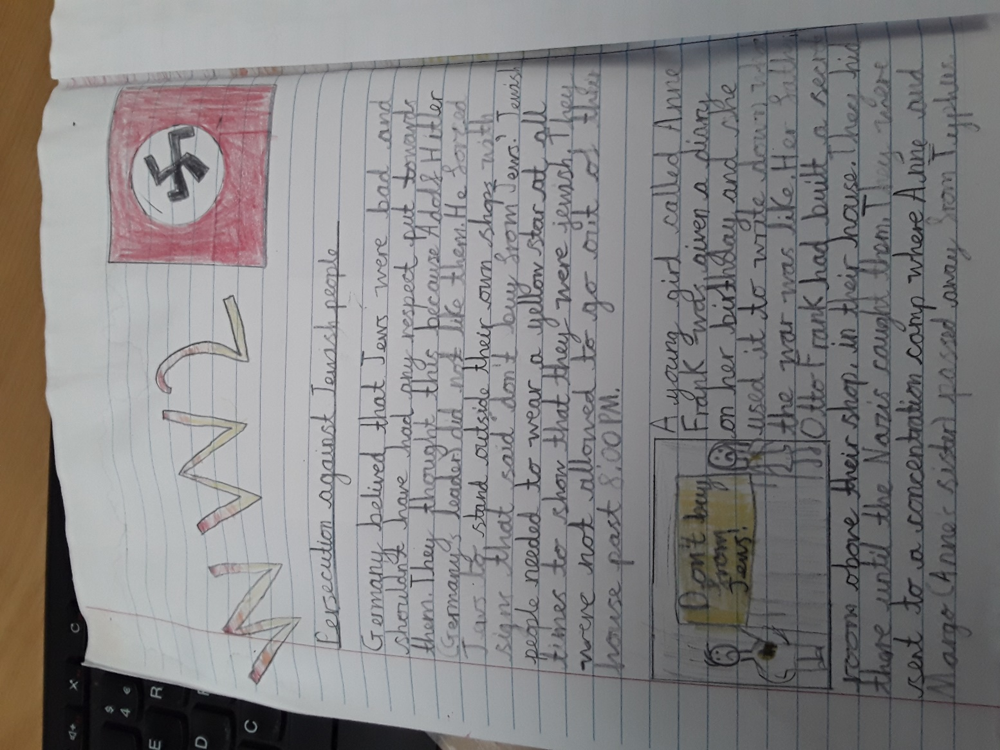 WW2
Persecution against Jewish people
Germany belived that Jews were bad and
shouldn't have had any respect put towards
them. They thought this because Adolf Hitler
(Germany's leader) did not like them. He forced
Jews to stand outside their own shops with
signs that said 'don't buy from Jews.' Jewish
people needed to wear a yellow star at all
times to show that they were jewish. They
were not allowed to go out of their
house past 8:00PM.
A young girl called Anne
Frank was given a diary
on her birthday and she
used it to write down what
the war was like. Her father
Otto Frank had built a secret
Don't buy
from
Jews!
room above their shop, in their house. They hid
there until the Nazis caught them. They were
sent to a concentration camp where Anne and
Margo (Annes sister) passed away from Typhus.
$
4
€
E
R
D
F
C
X
C